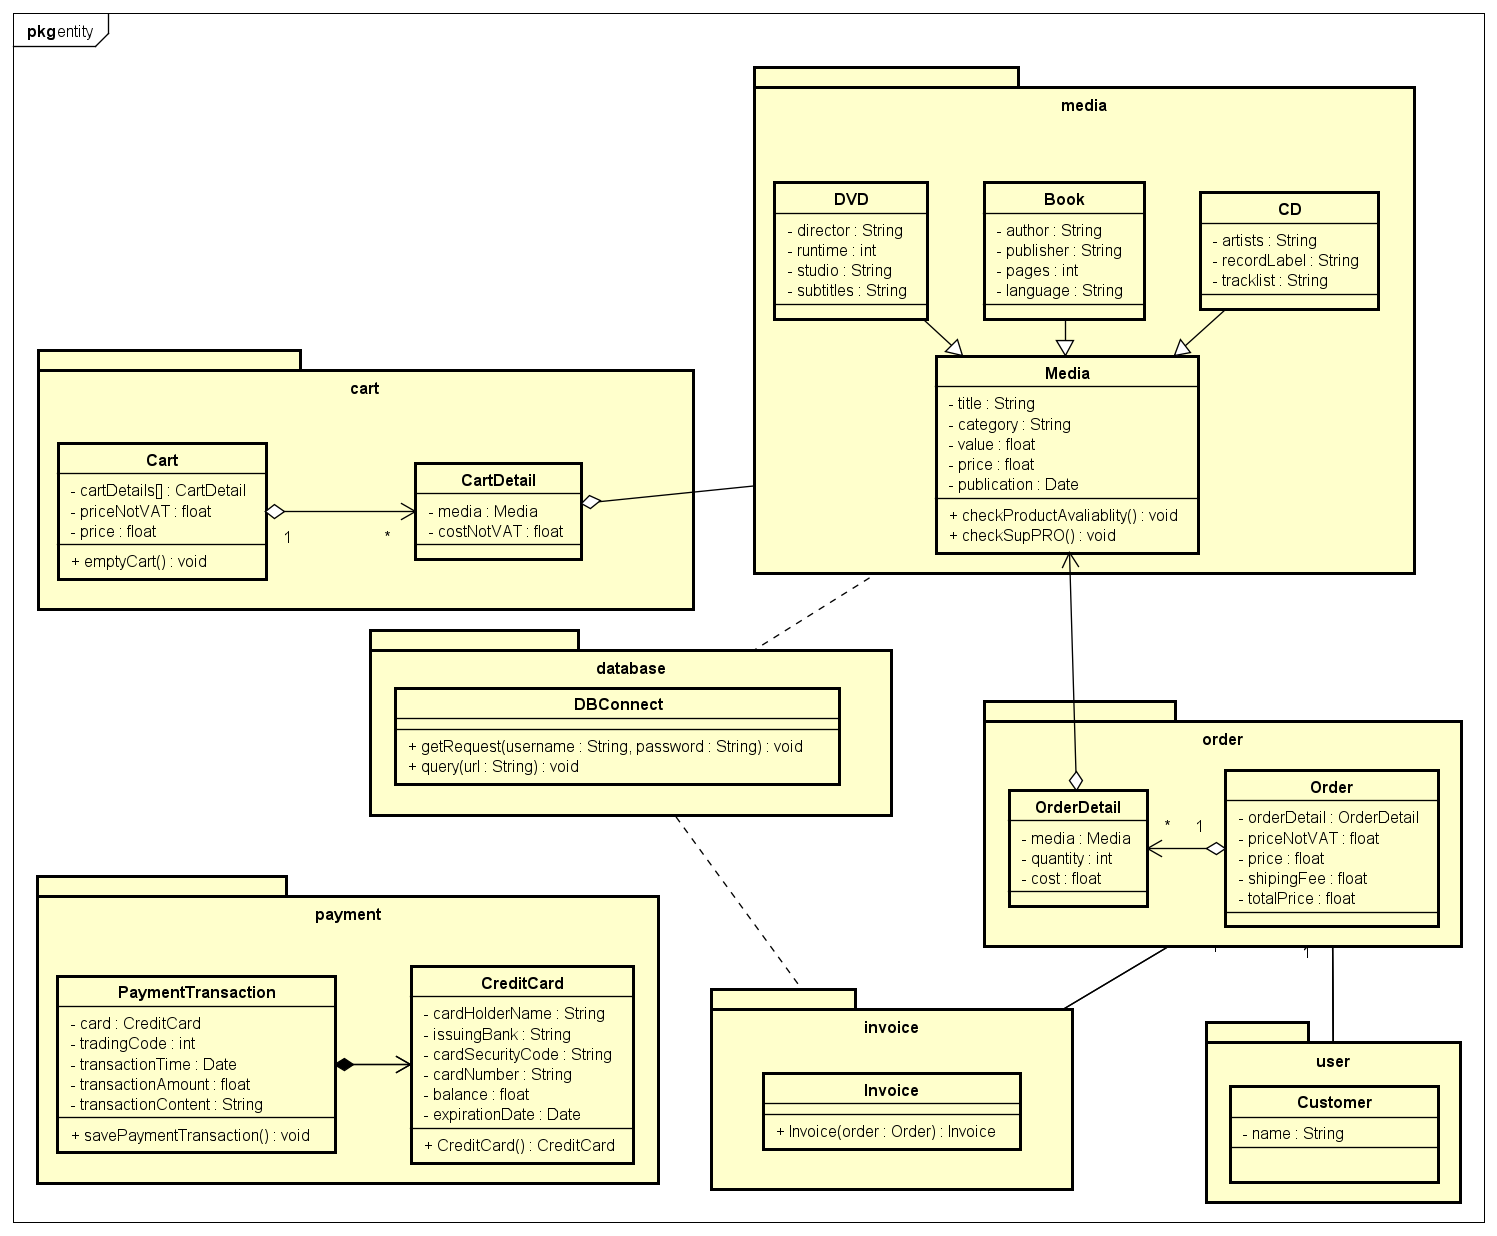 pkg entity
media
DVD
- director : String
- runtime : int
- studio : String
- subtitles : String
Book
- author : String
- publisher : String
- pages : int
- language : String
CD
- artists : String
- recordLabel : String
- tracklist : String
Media
- title : String
- category : String
- value : float
- price : float
- publication : Date
+ checkProductAvaliablity() : void
+ checkSupPRO() : void
cart
Cart
- cartDetails[] : CartDetail
- priceNotVAT : float
- price : float
+ emptyCart() : void
1
*
CartDetail
- media : Media
- costNotVAT : float
database
DBConnect
+ getRequest(username : String, password : String) : void
+ query(url : String) : void
order
OrderDetail
- media : Media
- quantity : int
- cost : float
*
1
Order
- orderDetail : OrderDetail
- priceNotVAT : float
- price : float
- shipingFee : float
- totalPrice : float
1
payment
PaymentTransaction
- card : CreditCard
- tradingCode : int
- transactionTime : Date
- transactionAmount : float
- transactionContent : String
+ savePaymentTransaction() : void
CreditCard
- cardHolderName : String
- issuingBank : String
- cardSecurityCode : String
- cardNumber : String
- balance : float
- expirationDate : Date
+ CreditCard() : CreditCard
invoice
Invoice
+ Invoice(order : Order) : Invoice
user
Customer
- name : String